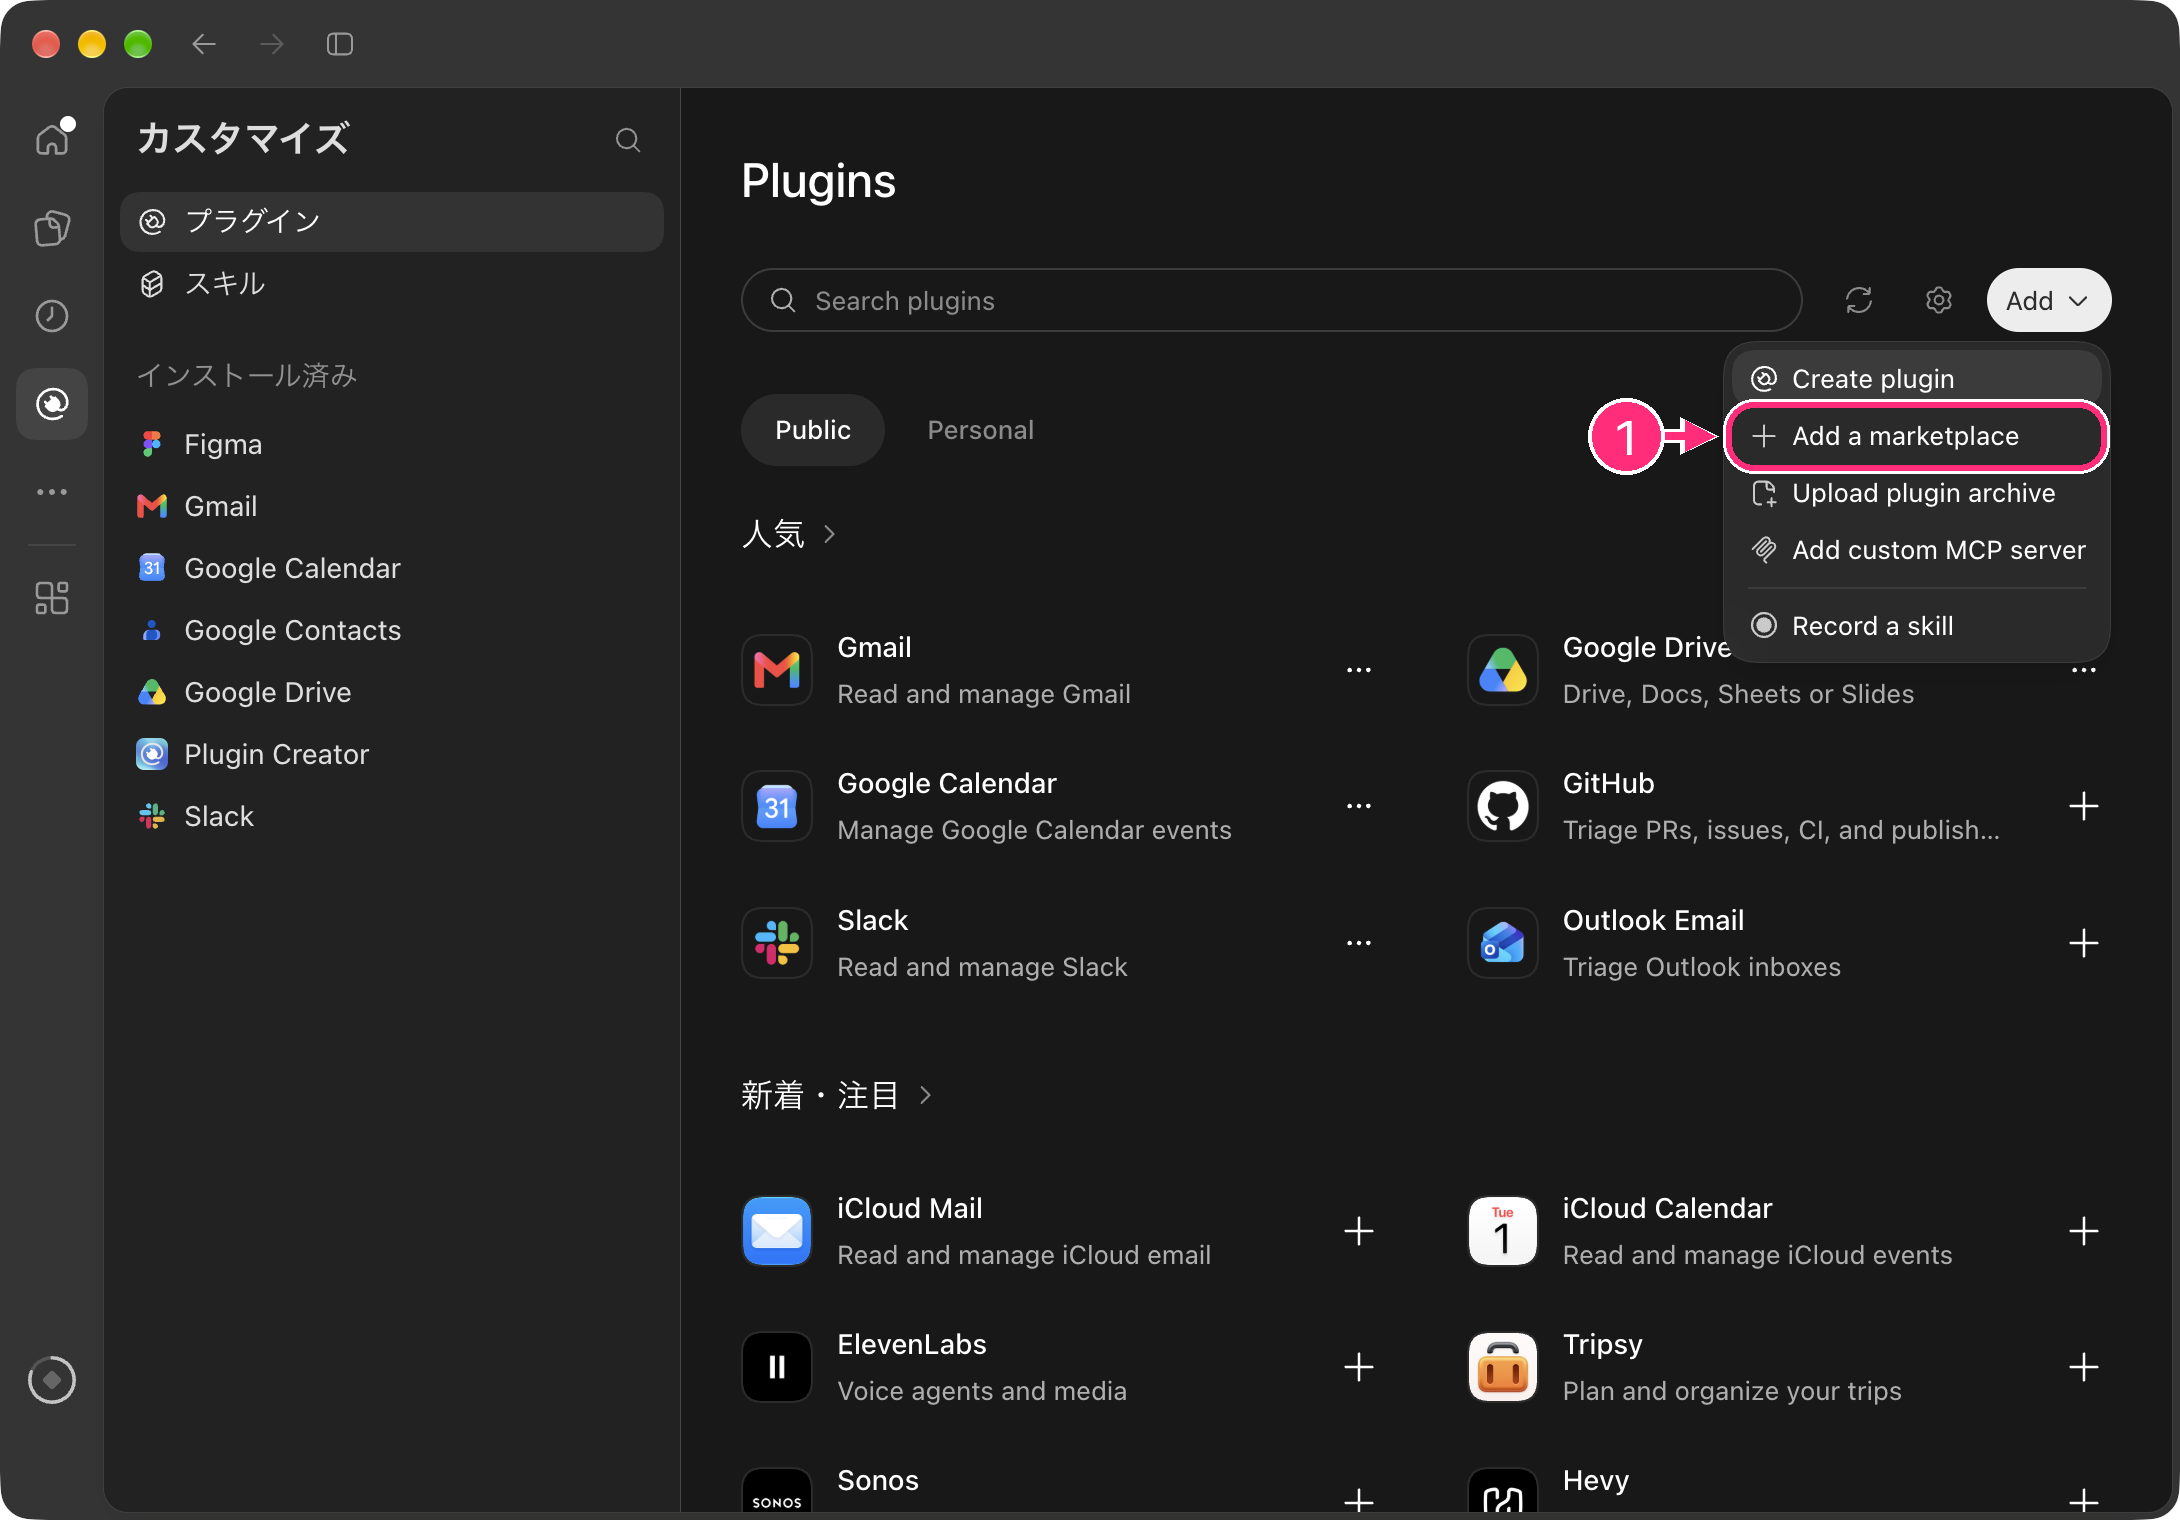 カスタマイズ
プラグイン
スキル
インストール済み
Figma
Gmail
31
Google Calendar
Google Contacts
Google Drive
Plugin Creator
Slack
Plugins
Search plugins
Add
Create plugin
1
Add a marketplace
Upload plugin archive
Add custom MCP server
Record a skill
Public
Personal
人気
Gmail
Read and manage Gmail
Google Drive
Drive, Docs, Sheets or Slides
31
Google Calendar
Manage Google Calendar events
GitHub
Triage PRs, issues, CI, and publish...
Slack
Read and manage Slack
Outlook Email
Triage Outlook inboxes
新着・注目
iCloud Mail
Read and manage iCloud email
Tue
1
iCloud Calendar
Read and manage iCloud events
ElevenLabs
Voice agents and media
Tripsy
Plan and organize your trips
SONOS
Sonos
Hevy